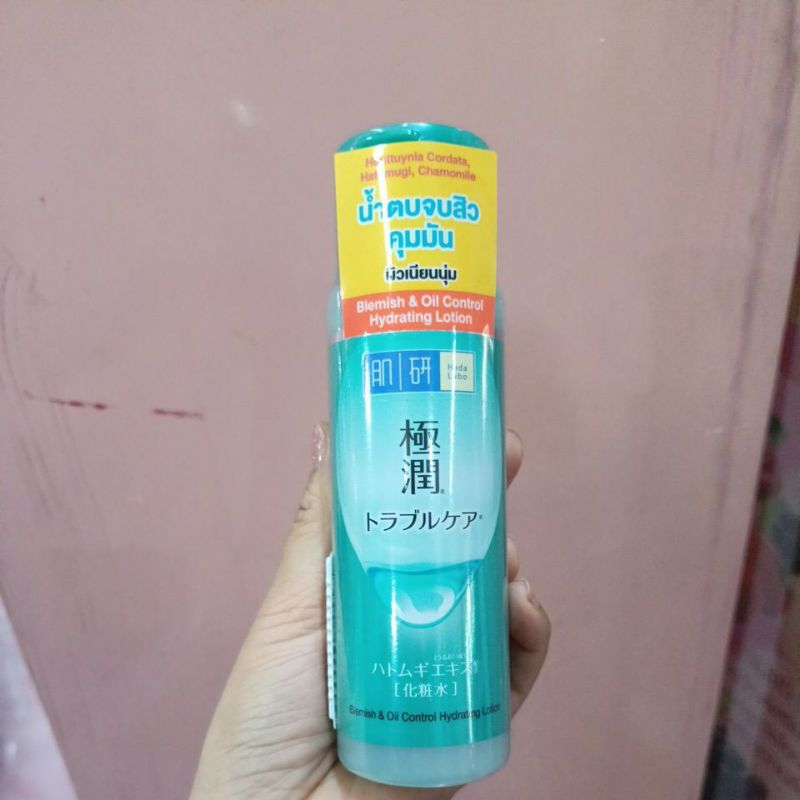 Houttuynia Cordata,
Hatomugi, Chamomile
น้ำตบจบสิว
คุมมัน
ผิวเนียนนุ่ม
Blemish & Oil Control
Hydrating Lotion
肌研
Hada
Labo
極
潤®
トラブルケア®
ハトムギエキス
[化粧水]
Blemish & Oil Control Hydrating Lotion